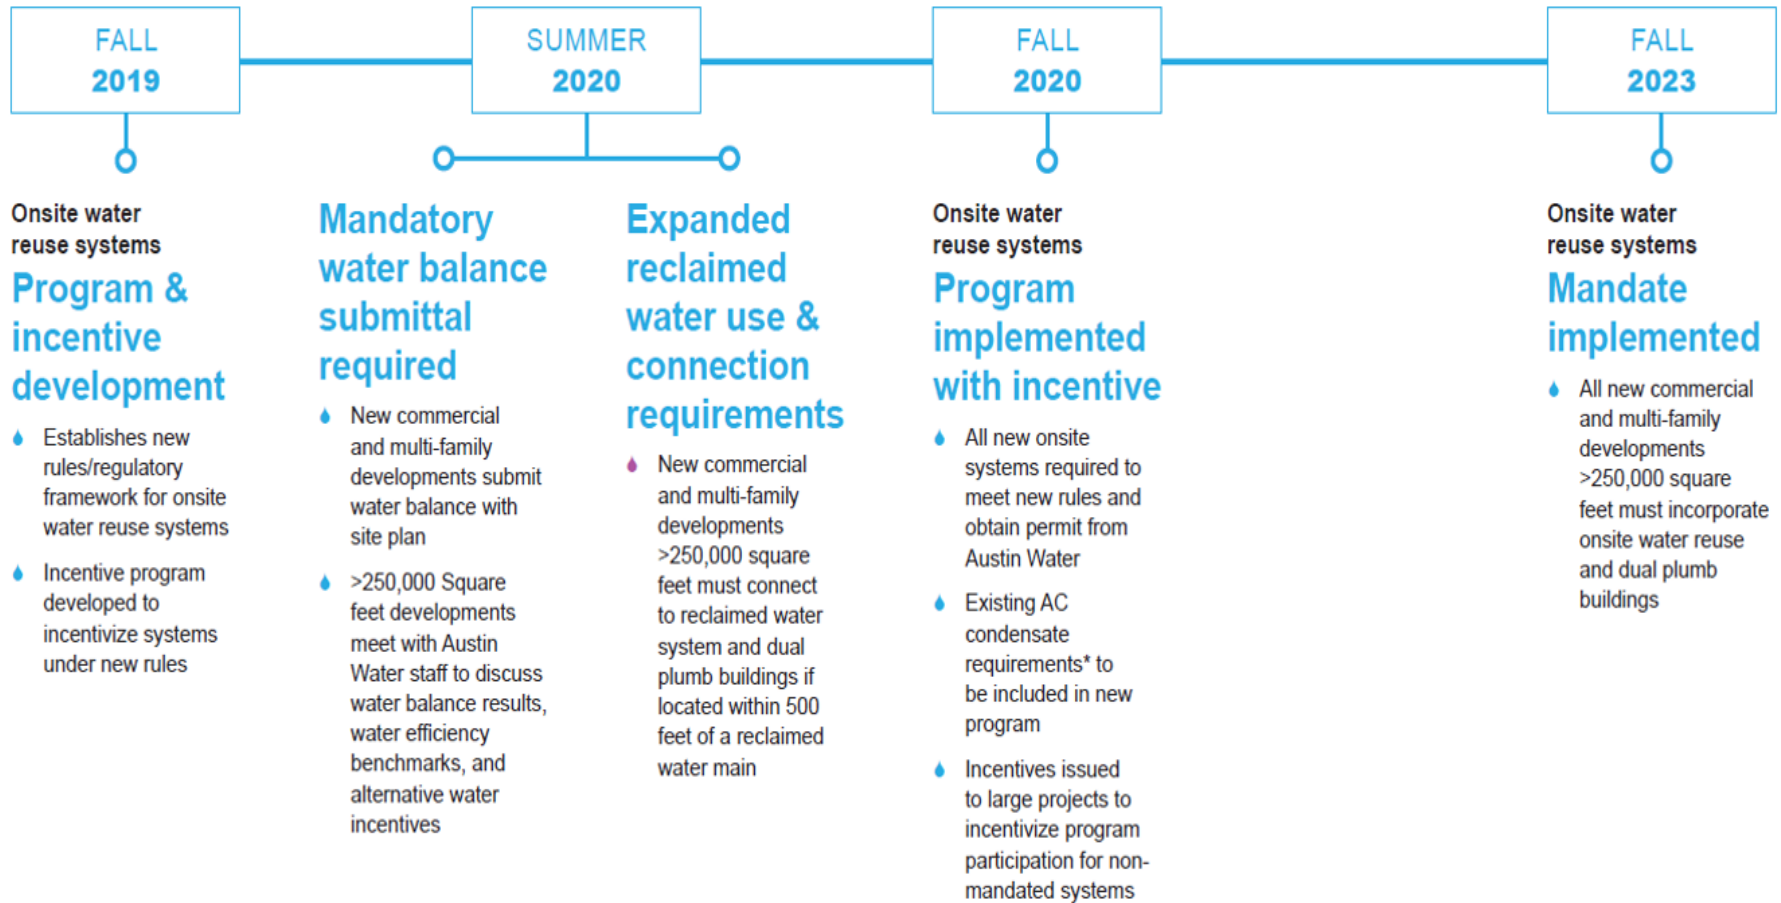 FALL
2019
SUMMER
2020
FALL
2020
FALL
2023
Onsite water
reuse systems
Program &
incentive
development
Establishes new
rules/regulatory
framework for onsite
water reuse systems
Incentive program
developed to
incentivize systems
under new rules
Mandatory
water balance
submittal
required
New commercial
and multi-family
developments submit
water balance with
site plan
>250,000 Square
feet developments
meet with Austin
Water staff to discuss
water balance results,
water efficiency
benchmarks, and
alternative water
incentives
Expanded
reclaimed
water use &
connection
requirements
New commercial
and multi-family
developments
>250,000 square
feet must connect
to reclaimed water
system and dual
plumb buildings if
located within 500
feet of a reclaimed
water main
Onsite water
reuse systems
Program
implemented
with incentive
All new onsite
systems required to
meet new rules and
obtain permit from
Austin Water
Existing AC
condensate
requirements* to
be included in new
program
Incentives issued
to large projects to
incentivize program
participation for non-
mandated systems
Onsite water
reuse systems
Mandate
implemented
All new commercial
and multi-family
developments
>250,000 square
feet must incorporate
onsite water reuse
and dual plumb
buildings